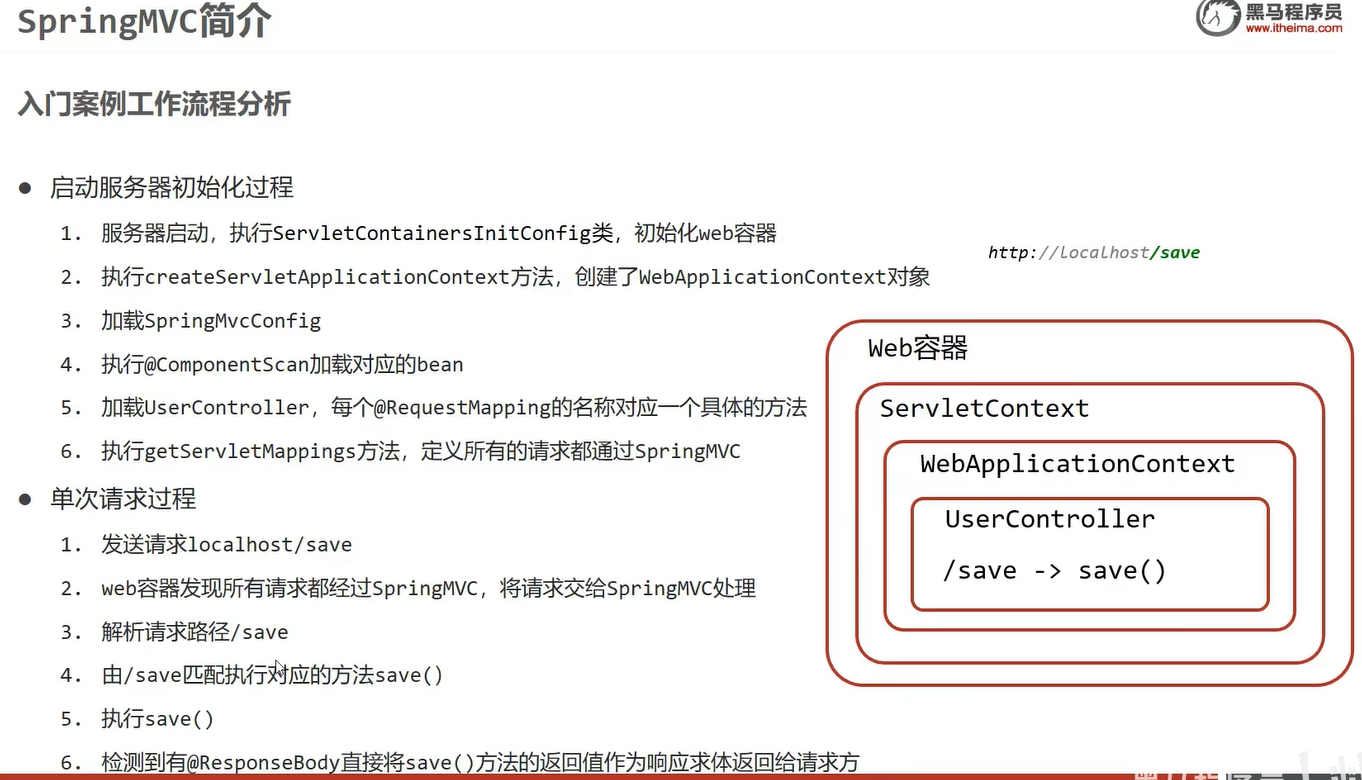 SpringMVC简介
黑马程序员
www.itheima.com
入门案例工作流程分析
● 启动服务器初始化过程
1. 服务器启动，执行ServletContainersInitConfig类，初始化web容器
2. 执行createServletApplicationContext方法，创建了WebApplicationContext对象
3. 加载SpringMvcConfig
4. 执行@ComponentScan加载对应的bean
5. 加载UserController，每个@RequestMapping的名称对应一个具体的方法
6. 执行getServletMappings方法，定义所有的请求都通过SpringMVC
● 单次请求过程
1. 发送请求localhost/save
2. web容器发现所有请求都经过SpringMVC，将请求交给SpringMVC处理
3. 解析请求路径/save
4. 由/save匹配执行对应的方法save()
5. 执行save()
6. 检测到有@ResponseBody直接将save()方法的返回值作为响应求体返回给请求方
http://localhost/save
Web容器
ServletContext
WebApplicationContext
UserController
/save -> save()